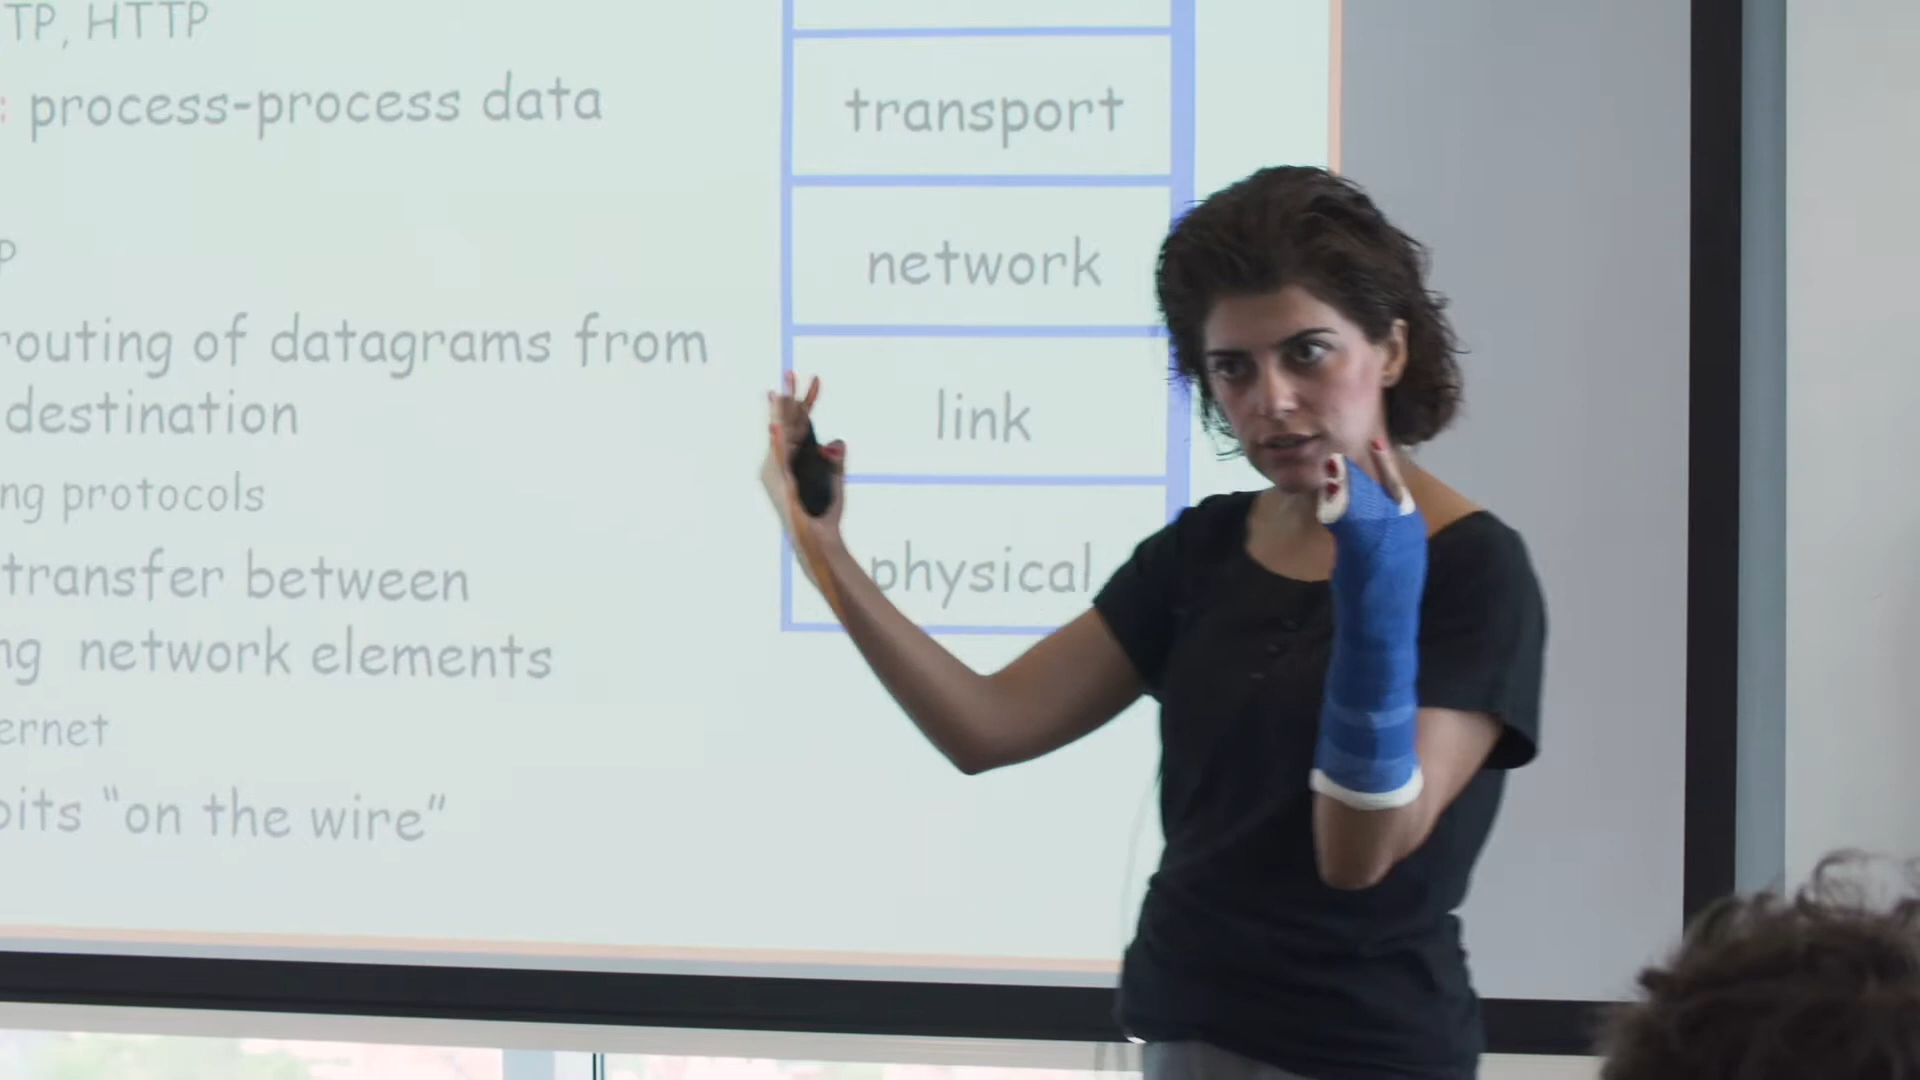 TP, HTTP
: process-process data
P
routing of datagrams from
destination
ng protocols
transfer between
ng network elements
ernet
bits “on the wire”
transport
network
link
physical